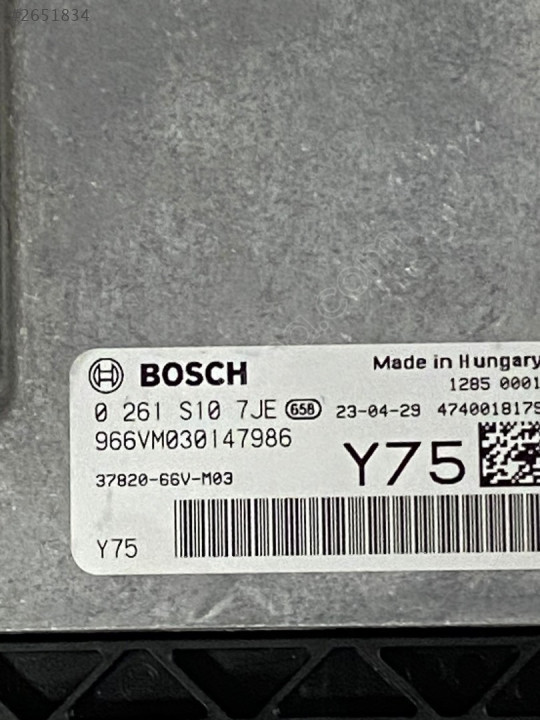 2651834
BOSCH
Made in Hungary
1285 0001
0 261 S10 7JE 658 23-04-29 4740018175
966VM030147986
Y75
37820-66V-M03
Y75